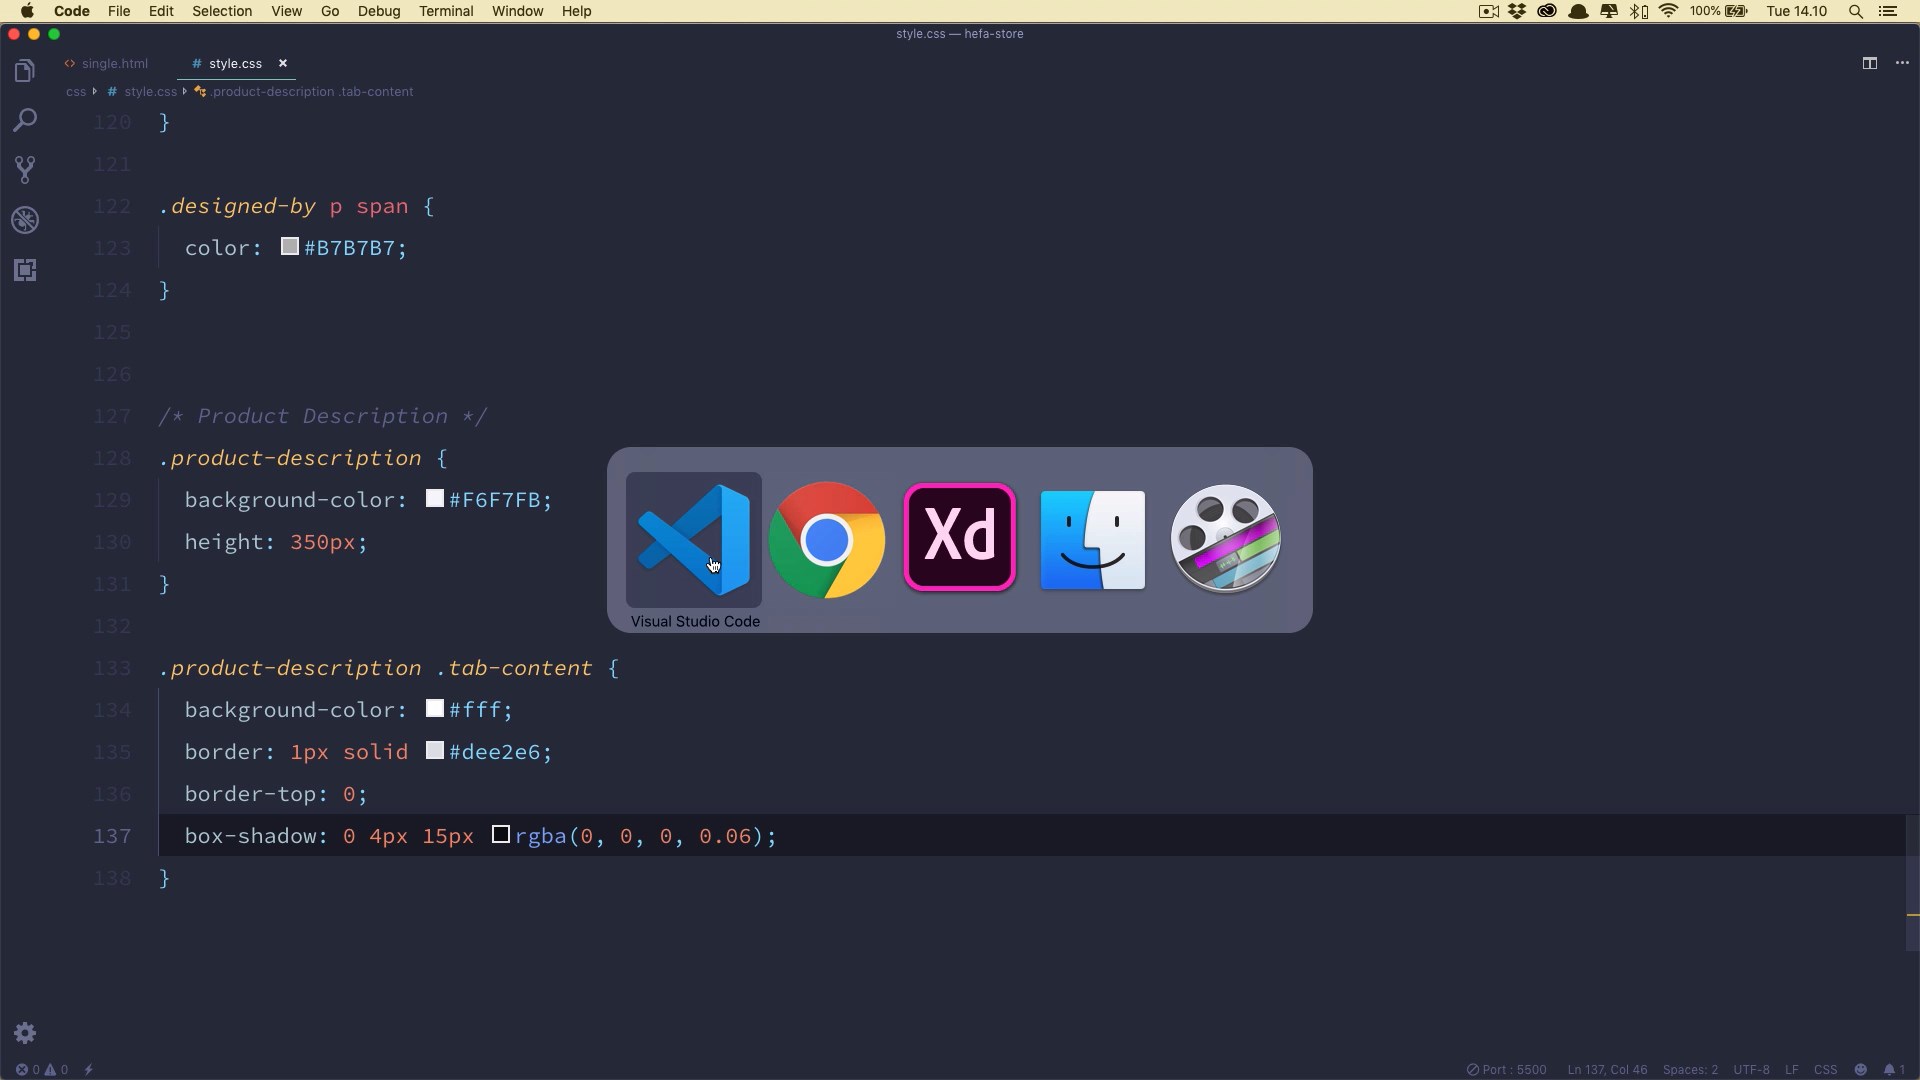 Code File Edit Selection View Go Debug Terminal Window Help 100% Tue 14.10
style.css — hefa-store
single.html # style.css
css # style.css .product-description .tab-content
120 }
121
122 .designed-by p span {
123 color: #B7B7B7;
124 }
125
126
127 /* Product Description */
128 .product-description {
129 background-color: #F6F7FB;
130 height: 350px;
131 }
132
133 .product-description .tab-content {
134 background-color: #fff;
135 border: 1px solid #dee2e6;
136 border-top: 0;
137 box-shadow: 0 4px 15px rgba(0, 0, 0, 0.06);
138 }
Xd
Visual Studio Code
0 0 Port : 5500 Ln 137, Col 46 Spaces: 2 UTF-8 LF CSS 1